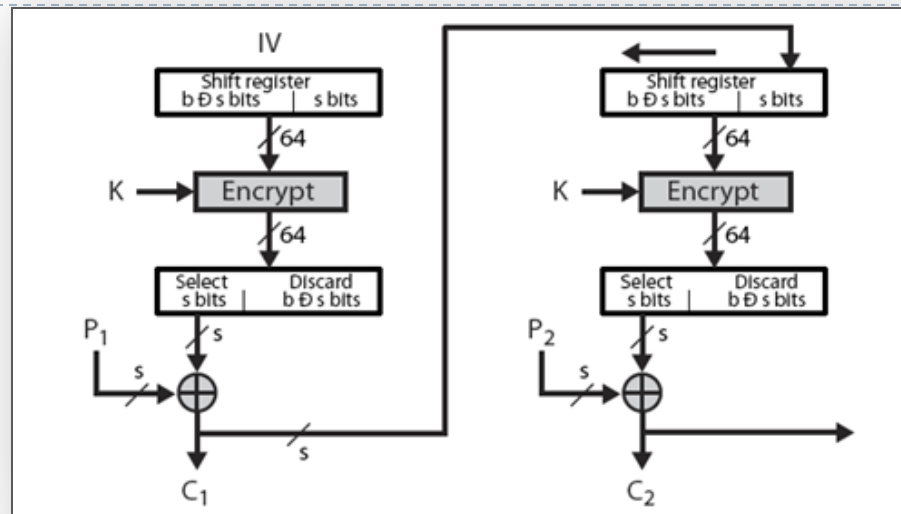 IV
Shift register
b Đ s bits | s bits
64
K
Encrypt
64
Select
s bits
Discard
b Đ s bits
P1
s
s
s
C1
Shift register
b Đ s bits | s bits
64
K
Encrypt
64
Select
s bits
Discard
b Đ s bits
P2
s
s
C2